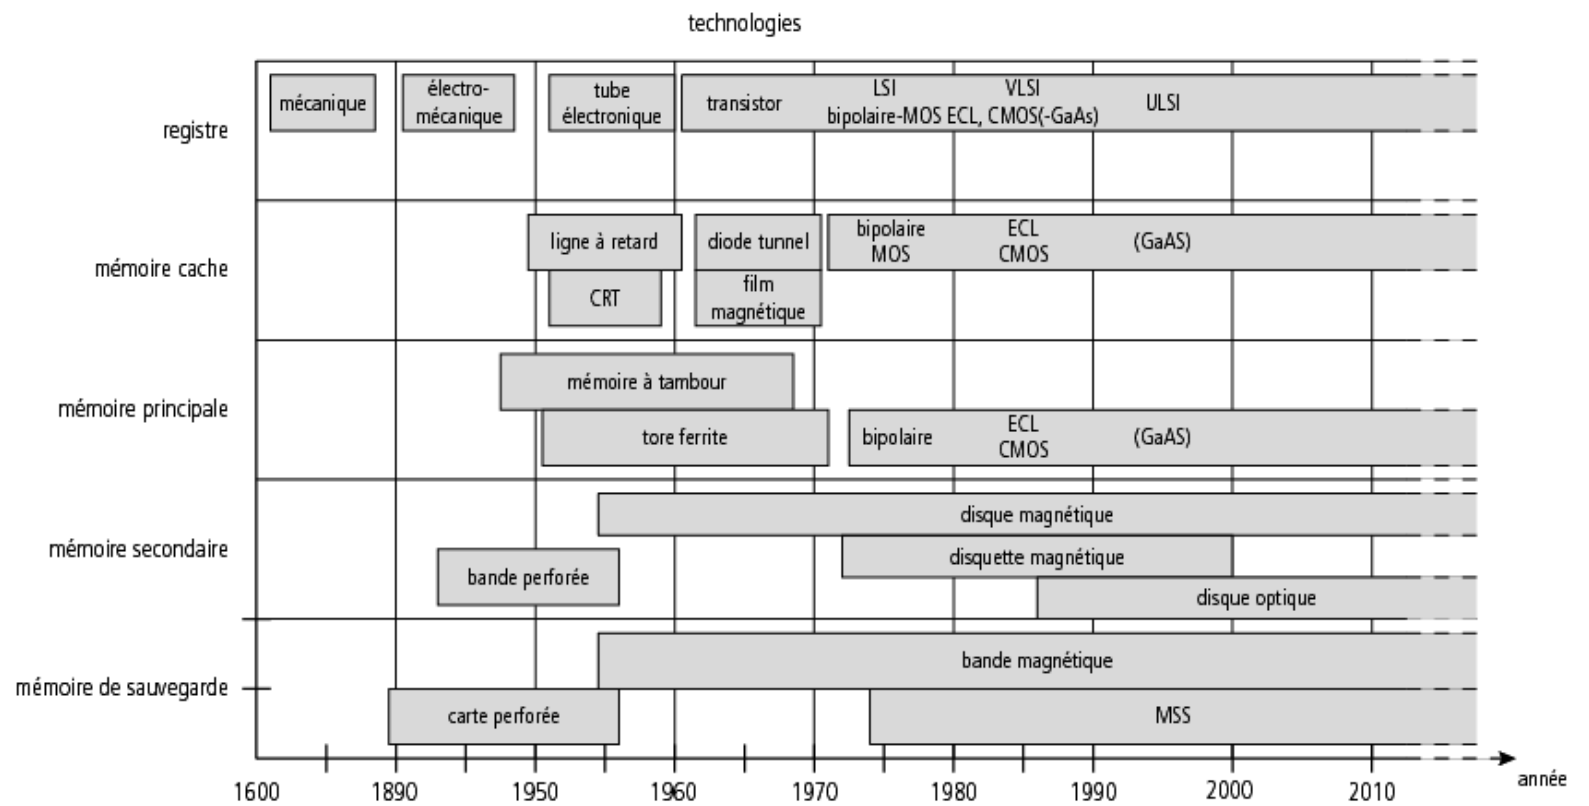 technologies
mécanique
électro-
mécanique
tube
électronique
transistor
LSI
VLSI
bipolaire-MOS ECL, CMOS(-GaAs)
ULSI
registre
ligne à retard
diode tunnel
bipolaire
MOS
ECL
CMOS
(GaAS)
mémoire cache
CRT
film
magnétique
mémoire à tambour
mémoire principale
tore ferrite
bipolaire
ECL
CMOS
(GaAS)
disque magnétique
mémoire secondaire
disquette magnétique
bande perforée
disque optique
bande magnétique
mémoire de sauvegarde
carte perforée
MSS
1600 1890 1950 1960 1970 1980 1990 2000 2010
année